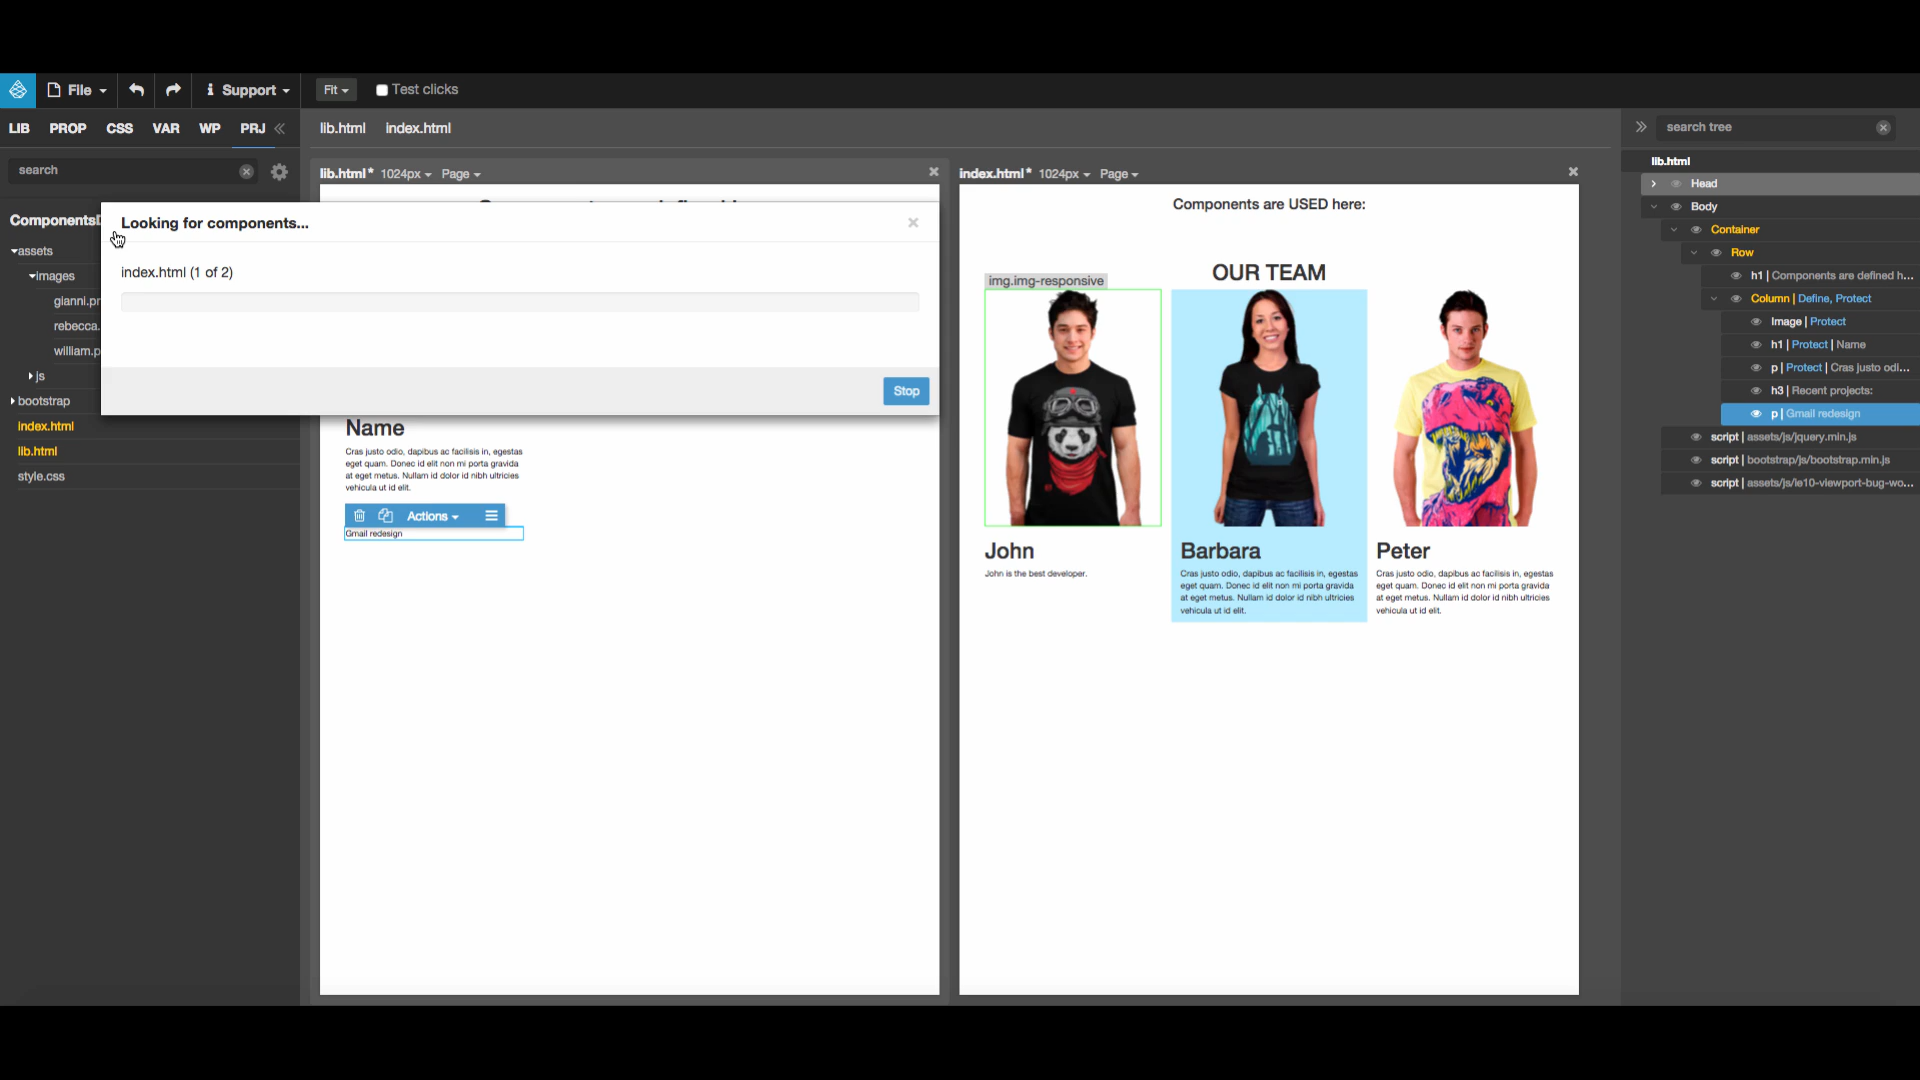 File
Support
Fit
Test clicks
LIB PROP CSS VAR WP PRJ
lib.html index.html
search tree
search
lib.html* 1024px Page
index.html* 1024px Page
lib.html
Head
Body
Container
Row
h1 | Components are defined h...
Column | Define, Protect
Image | Protect
h1 | Protect | Name
p | Protect | Cras justo odi...
h3 | Recent projects:
p | Gmail redesign
script | assets/js/jquery.min.js
script | bootstrap/js/bootstrap.min.js
script | assets/js/ie10-viewport-bug-wo...
assets
images
gianni.pr
rebecca.
william.p
js
bootstrap
index.html
lib.html
style.css
Looking for components...
index.html (1 of 2)
Stop
Name
Cras justo odio, dapibus ac facilisis in, egestas
eget quam. Donec id elit non mi porta gravida
at eget metus. Nullam id dolor id nibh ultricies
vehicula ut id elit.
Actions
Gmail redesign
Components are USED here:
OUR TEAM
img.img-responsive
John
John is the best developer.
Barbara
Cras justo odio, dapibus ac facilisis in, egestas
eget quam. Donec id elit non mi porta gravida
at eget metus. Nullam id dolor id nibh ultricies
vehicula ut id elit.
Peter
Cras justo odio, dapibus ac facilisis in, egestas
eget quam. Donec id elit non mi porta gravida
at eget metus. Nullam id dolor id nibh ultricies
vehicula ut id elit.